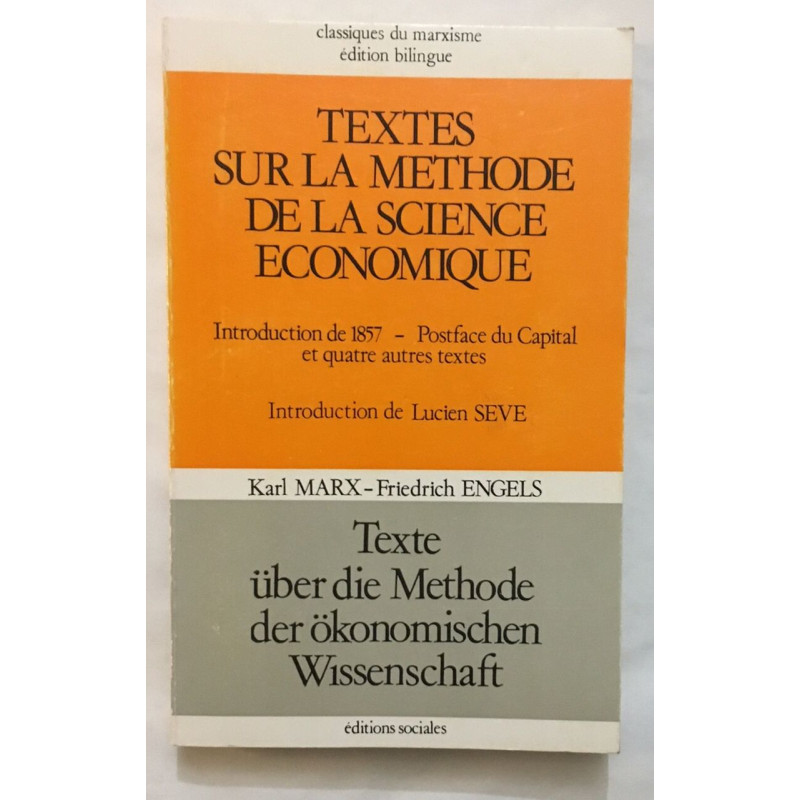 classiques du marxisme
édition bilingue
TEXTES
SUR LA METHODE
DE LA SCIENCE
ECONOMIQUE
Introduction de 1857 – Postface du Capital
et quatre autres textes
Introduction de Lucien SEVE
Karl MARX – Friedrich ENGELS
Texte
über die Methode
der ökonomischen
Wissenschaft
éditions sociales